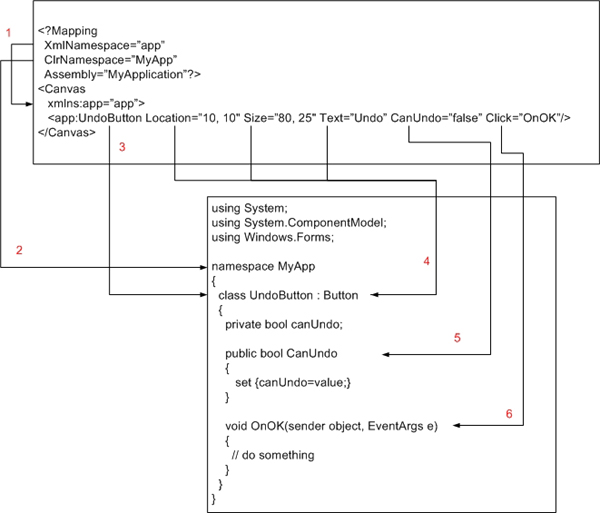 1
<?Mapping
XmlNamespace="app"
ClrNamespace="MyApp"
Assembly="MyApplication"?>
<Canvas
xmlns:app="app">
<app:UndoButton Location="10, 10" Size="80, 25" Text="Undo" CanUndo="false" Click="OnOK"/>
</Canvas>
3
2
using System;
using System.ComponentModel;
using Windows.Forms;
4
namespace MyApp
{
class UndoButton : Button
{
private bool canUndo;
5
public bool CanUndo
{
set {canUndo=value;}
}
6
void OnOK(sender object, EventArgs e)
{
// do something
}
}
}